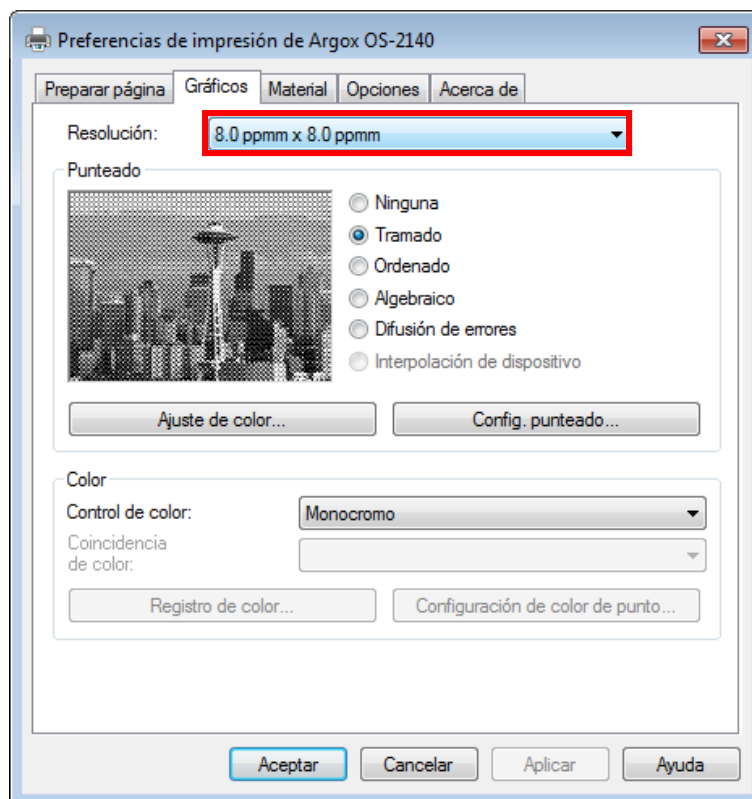 Preferencias de impresión de Argox OS-2140
Preparar página Gráficos Material Opciones Acerca de
Resolución: 8.0 ppmm x 8.0 ppmm
Punteado
Ninguna
Tramado
Ordenado
Algebraico
Difusión de errores
Interpolación de dispositivo
Ajuste de color... Config. punteado...
Color
Control de color: Monocromo
Coincidencia
de color:
Registro de color... Configuración de color de punto...
Aceptar Cancelar Aplicar Ayuda